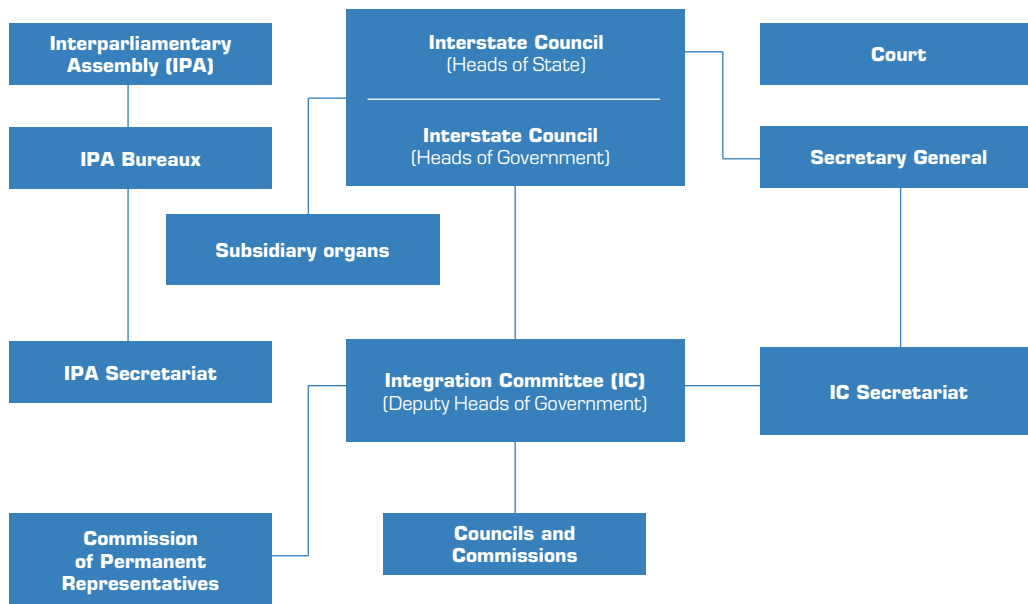 Interparliamentary
Assembly (IPA)
Interstate Council
(Heads of State)
Court
Interstate Council
(Heads of Government)
IPA Bureaux
Secretary General
Subsidiary organs
IPA Secretariat
Integration Committee (IC)
(Deputy Heads of Government)
IC Secretariat
Commission
of Permanent
Representatives
Councils and
Commissions